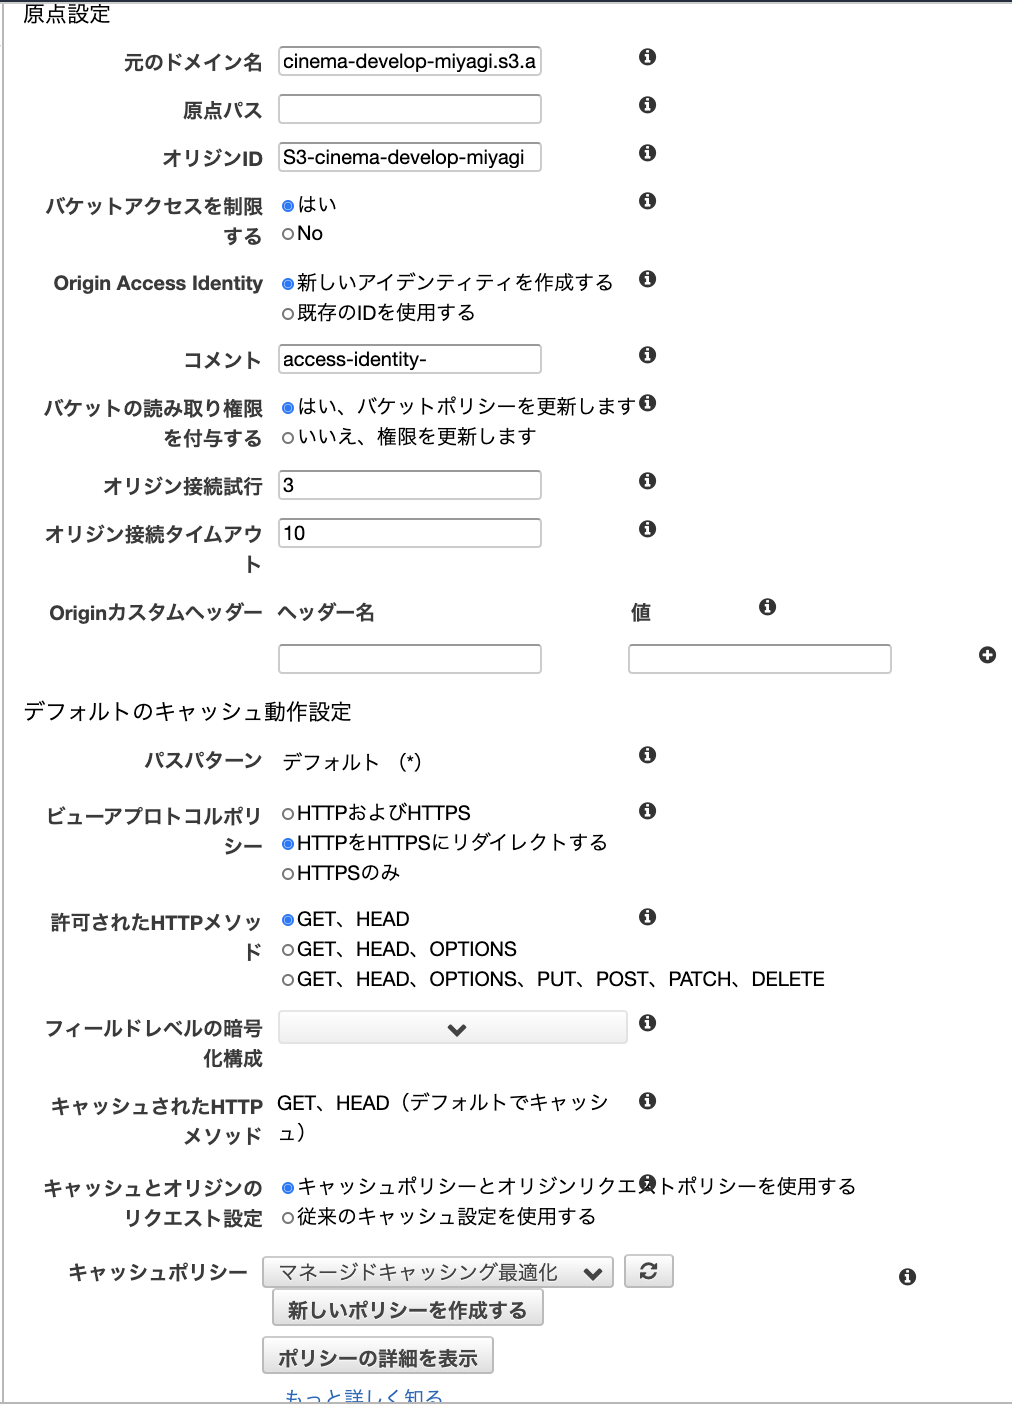 原点設定
元のドメイン名 cinema-develop-miyagi.s3.a
原点パス
オリジンID S3-cinema-develop-miyagi
バケットアクセスを制限 はい
する No
Origin Access Identity 新しいアイデンティティを作成する
既存のIDを使用する
コメント access-identity-
バケットの読み取り権限 はい、バケットポリシーを更新します
を付与する いいえ、権限を更新します
オリジン接続試行 3
オリジン接続タイムアウ 10
ト
Originカスタムヘッダー ヘッダー名 値
デフォルトのキャッシュ動作設定
パスパターン デフォルト （*）
ビューアプロトコルポリ HTTPおよびHTTPS
シー HTTPをHTTPSにリダイレクトする
HTTPSのみ
許可されたHTTPメソッ GET、HEAD
ド GET、HEAD、OPTIONS
GET、HEAD、OPTIONS、PUT、POST、PATCH、DELETE
フィールドレベルの暗号
化構成
キャッシュされたHTTP GET、HEAD（デフォルトでキャッシ
メソッド ュ）
キャッシュとオリジンの キャッシュポリシーとオリジンリクエストポリシーを使用する
リクエスト設定 従来のキャッシュ設定を使用する
キャッシュポリシー マネージドキャッシング最適化
新しいポリシーを作成する
ポリシーの詳細を表示
もっと詳しく知る